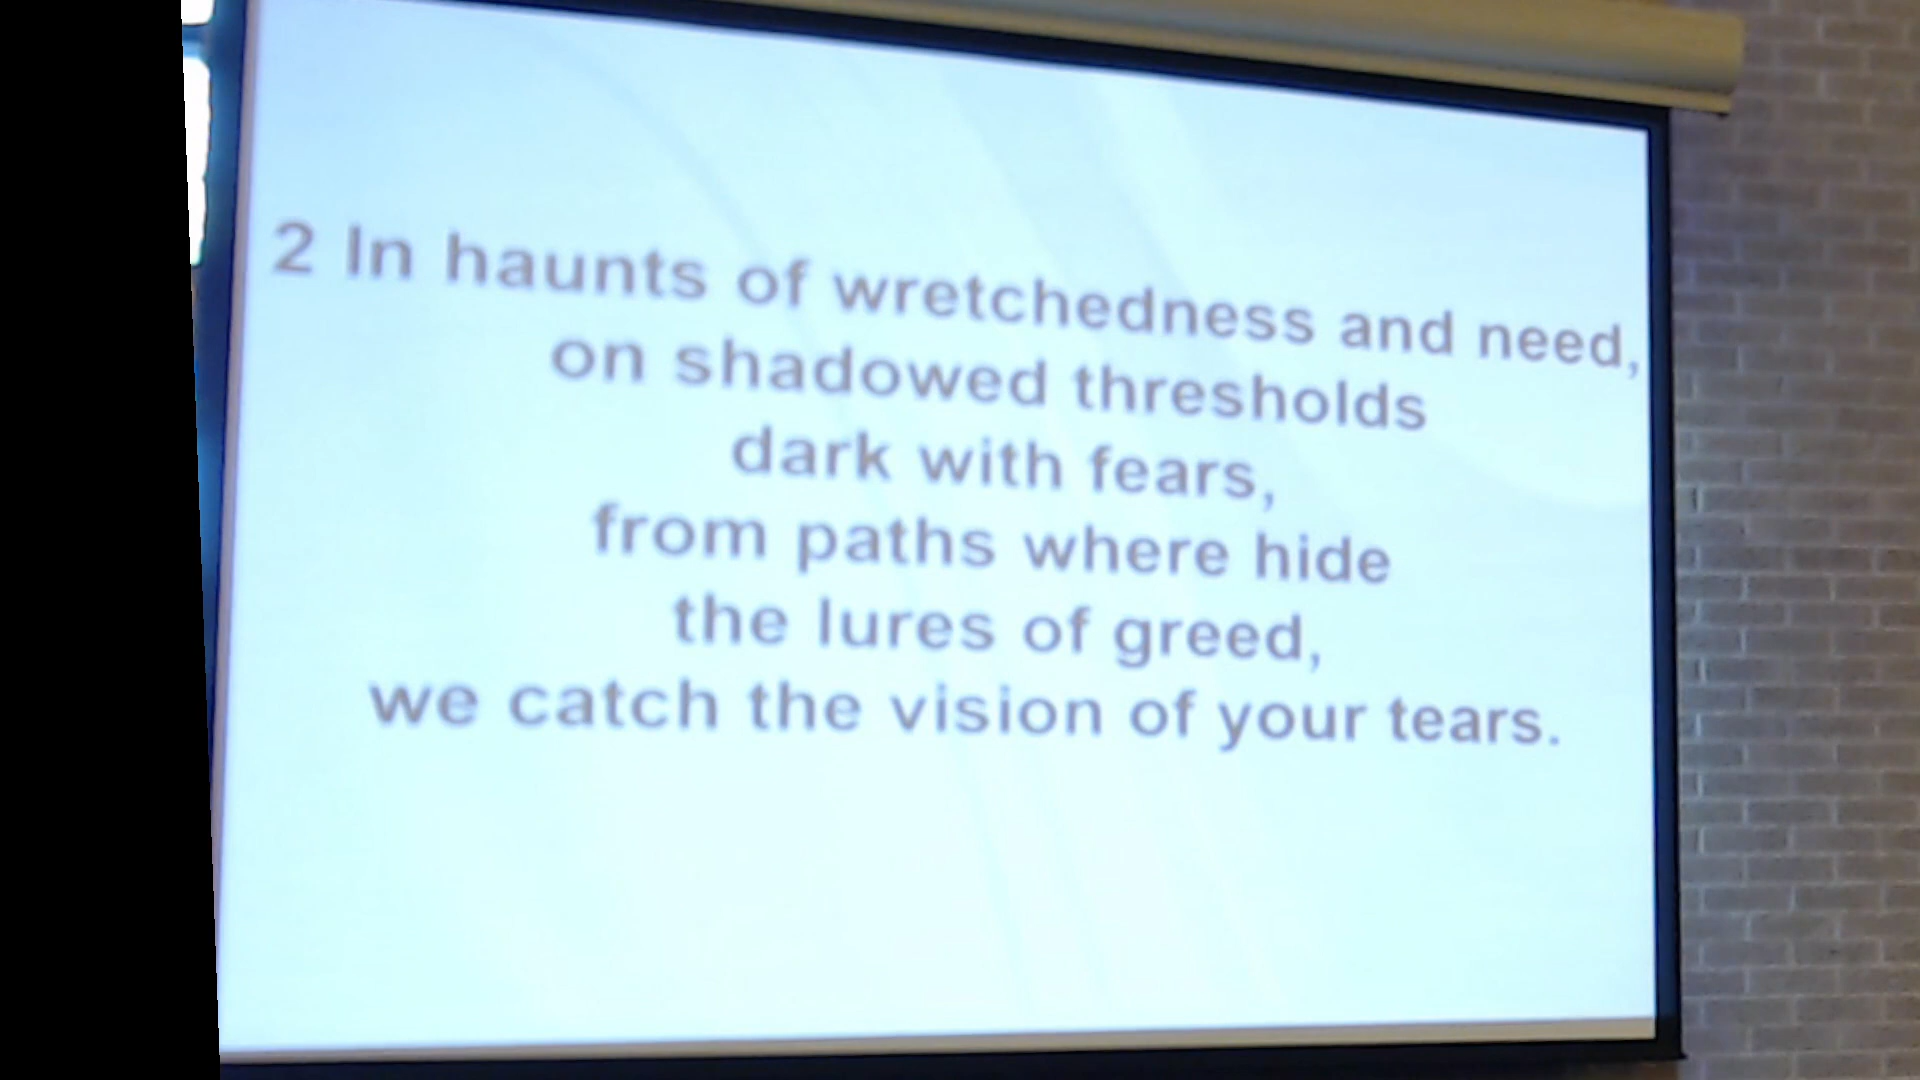 2 In haunts of wretchedness and need,
on shadowed thresholds
dark with fears,
from paths where hide
the lures of greed,
we catch the vision of your tears.